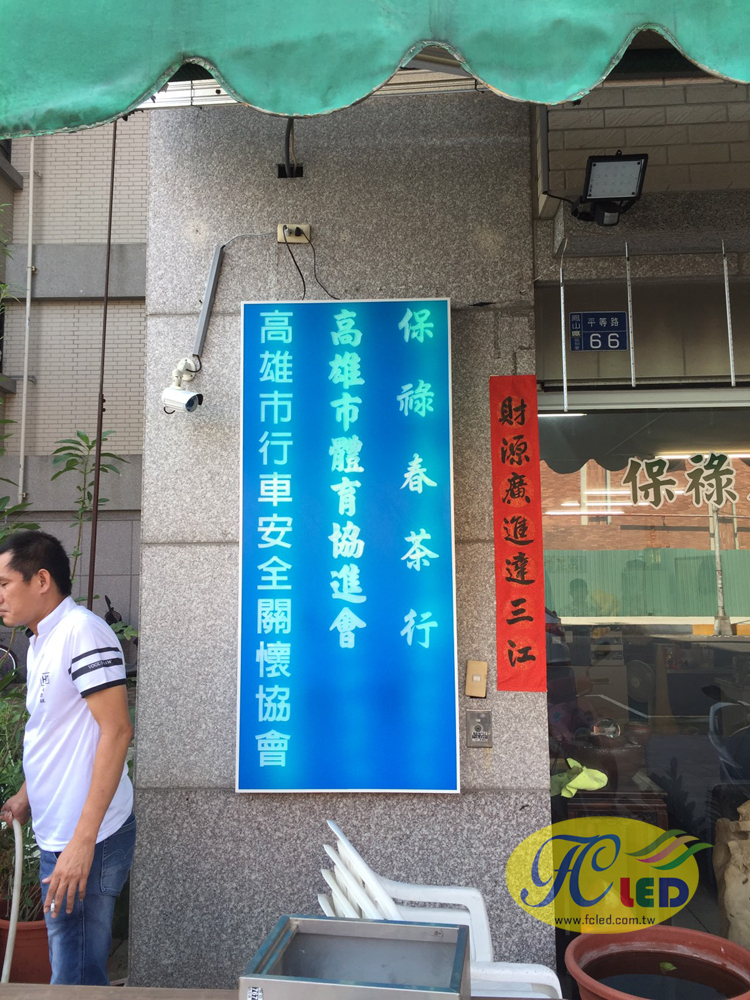 保祿春茶行
高雄市體育協進會
高雄市行車安全關懷協會
財源廣進達三江
平等路
66
保祿
FC LED
www.fcled.com.tw